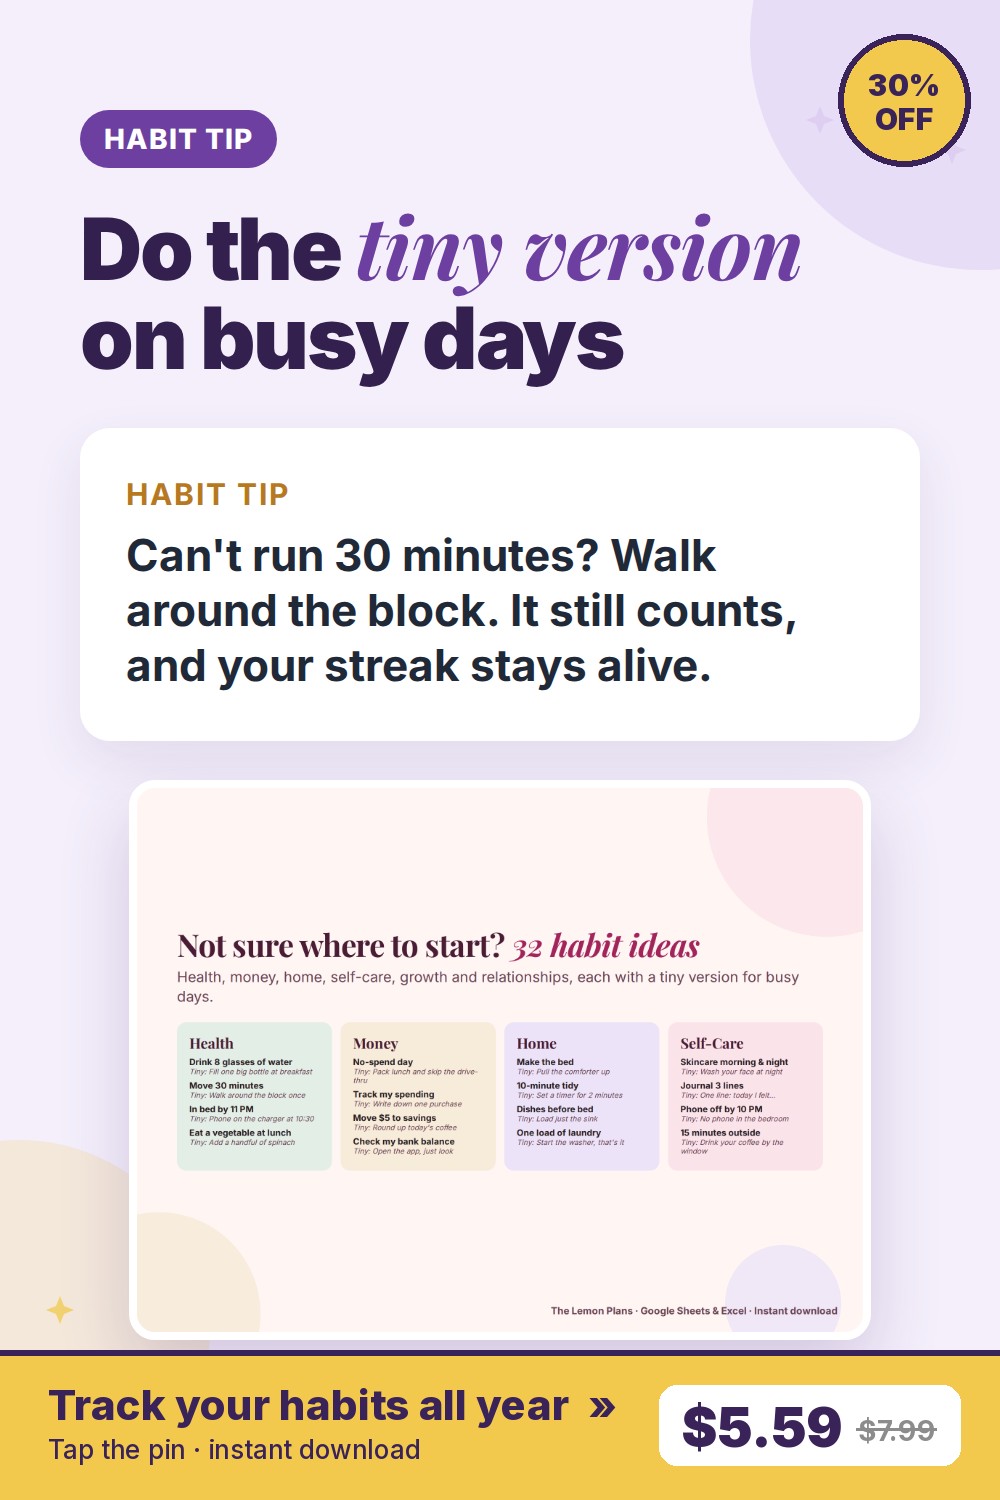 30%
OFF
HABIT TIP
Do the tiny version
on busy days
HABIT TIP
Can't run 30 minutes? Walk
around the block. It still counts,
and your streak stays alive.
Not sure where to start? 32 habit ideas
Health, money, home, self-care, growth and relationships, each with a tiny version for busy
days.
Health
Drink 8 glasses of water
Tiny: Fill one big bottle at breakfast
Move 30 minutes
Tiny: Walk around the block once
In bed by 11 PM
Tiny: Phone on the charger at 10:30
Eat a vegetable at lunch
Tiny: Add a handful of spinach
Money
No-spend day
Tiny: Pack lunch and skip the drive-
thru
Track my spending
Tiny: Write down one purchase
Move $5 to savings
Tiny: Round up today's coffee
Check my bank balance
Tiny: Open the app, just look
Home
Make the bed
Tiny: Pull the comforter up
10-minute tidy
Tiny: Set a timer for 2 minutes
Dishes before bed
Tiny: Load just the sink
One load of laundry
Tiny: Start the washer, that's it
Self-Care
Skincare morning & night
Tiny: Wash your face at night
Journal 3 lines
Tiny: One line: today I felt...
Phone off by 10 PM
Tiny: No phone in the bedroom
15 minutes outside
Tiny: Drink your coffee by the
window
The Lemon Plans · Google Sheets & Excel · Instant download
Track your habits all year »
Tap the pin · instant download
$5.59 $7.99